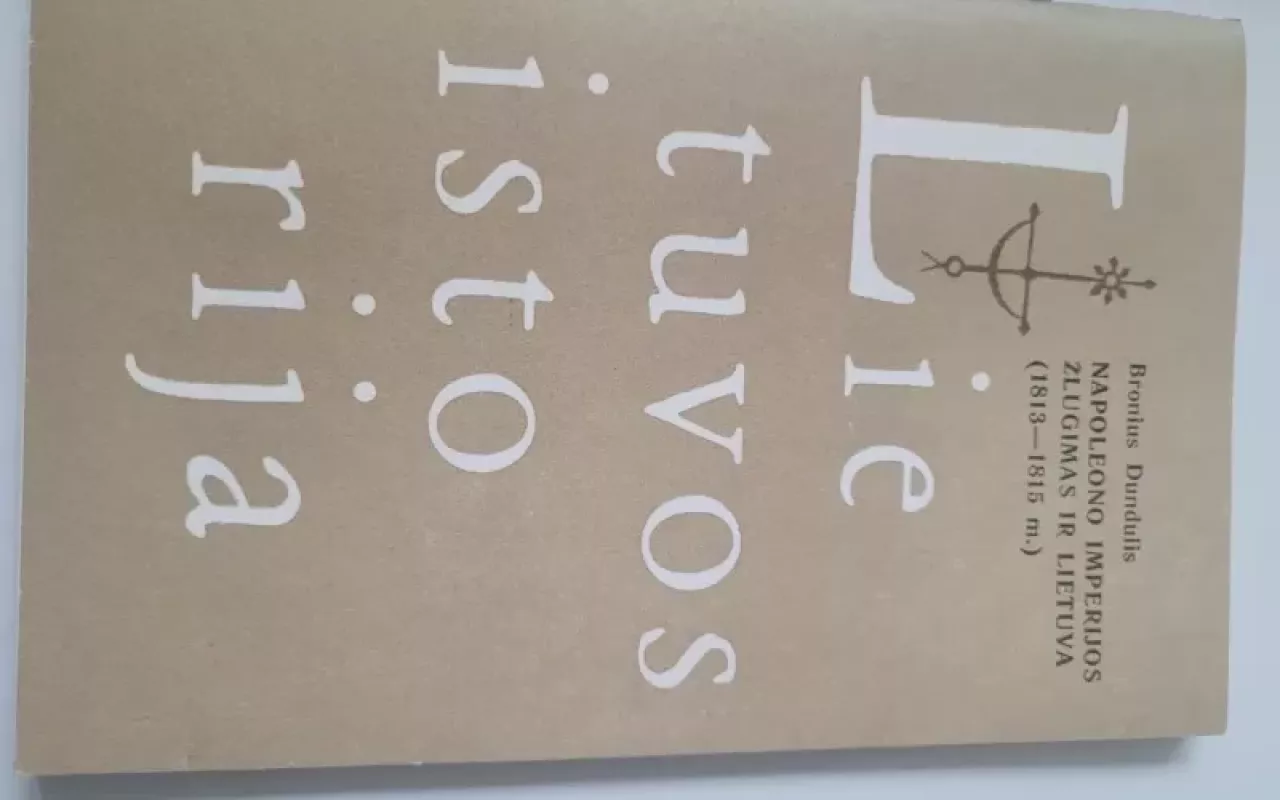 Bronius Dundulis
NAPOLEONO IMPERIJOS
ŽLUGIMAS IR LIETUVA
(1813—1815 m.)
Lie
tuvos
isto
rija